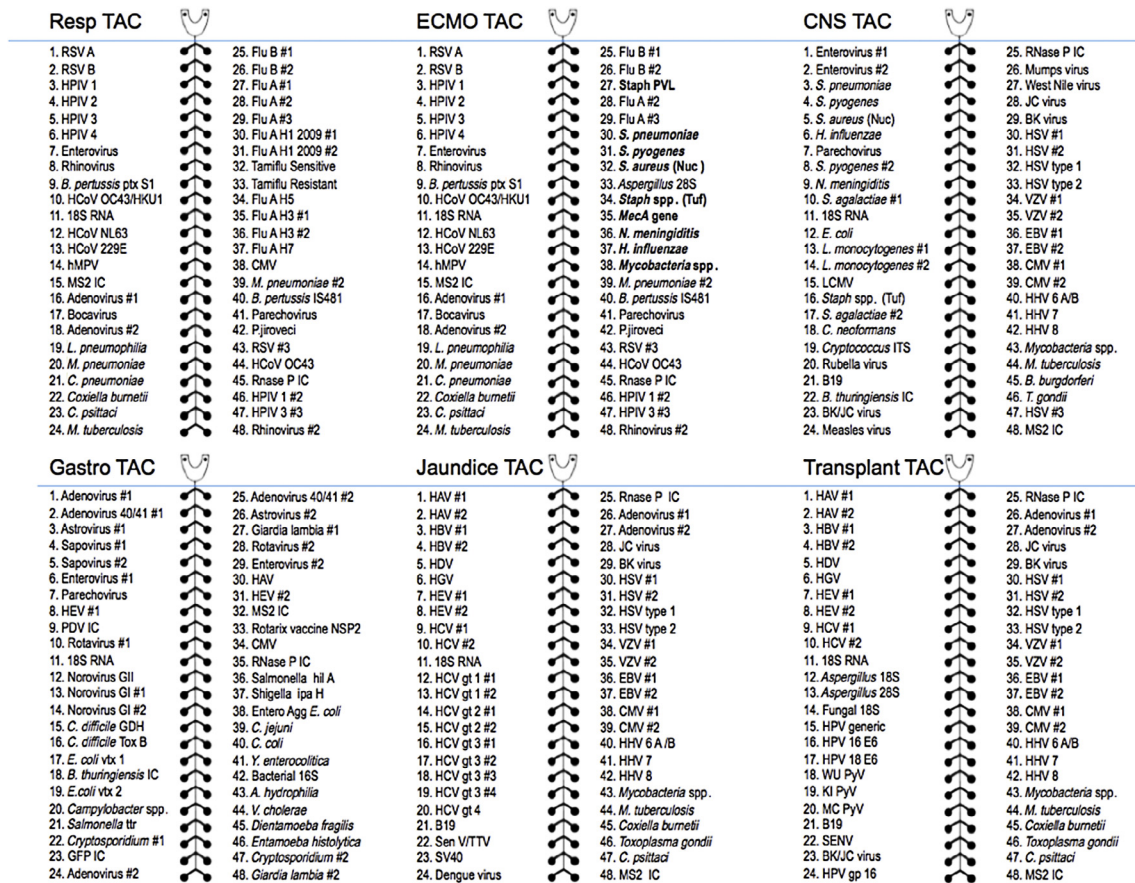 Resp TAC
1. RSV A
2. RSV B
3. HPIV 1
4. HPIV 2
5. HPIV 3
6. HPIV 4
7. Enterovirus
8. Rhinovirus
9. B. pertussis ptx S1
10. HCoV OC43/HKU1
11. 18S RNA
12. HCoV NL63
13. HCoV 229E
14. hMPV
15. MS2 IC
16. Adenovirus #1
17. Bocavirus
18. Adenovirus #2
19. L. pneumophilia
20. M. pneumoniae
21. C. pneumoniae
22. Coxiella burnetii
23. C. psittaci
24. M. tuberculosis
25. Flu B #1
26. Flu B #2
27. Flu A #1
28. Flu A #2
29. Flu A #3
30. Flu A H1 2009 #1
31. Flu A H1 2009 #2
32. Tamiflu Sensitive
33. Tamiflu Resistant
34. Flu A H5
35. Flu A H3 #1
36. Flu A H3 #2
37. Flu A H7
38. CMV
39. M. pneumoniae #2
40. B. pertussis IS481
41. Parechovirus
42. P.jiroveci
43. RSV #3
44. HCoV OC43
45. Rnase P IC
46. HPIV 1 #2
47. HPIV 3 #3
48. Rhinovirus #2
ECMO TAC
1. RSV A
2. RSV B
3. HPIV 1
4. HPIV 2
5. HPIV 3
6. HPIV 4
7. Enterovirus
8. Rhinovirus
9. B. pertussis ptx S1
10. HCoV OC43/HKU1
11. 18S RNA
12. HCoV NL63
13. HCoV 229E
14. hMPV
15. MS2 IC
16. Adenovirus #1
17. Bocavirus
18. Adenovirus #2
19. L. pneumophilia
20. M. pneumoniae
21. C. pneumoniae
22. Coxiella burnetii
23. C. psittaci
24. M. tuberculosis
25. Flu B #1
26. Flu B #2
27. Staph PVL
28. Flu A #2
29. Flu A #3
30. S. pneumoniae
31. S. pyogenes
32. S. aureus (Nuc )
33. Aspergillus 28S
34. Staph spp. (Tuf)
35. MecA gene
36. N. meningiditis
37. H. influenzae
38. Mycobacteria spp.
39. M. pneumoniae #2
40. B. pertussis IS481
41. Parechovirus
42. P.jiroveci
43. RSV #3
44. HCoV OC43
45. Rnase P IC
46. HPIV 1 #2
47. HPIV 3 #3
48. Rhinovirus #2
CNS TAC
1. Enterovirus #1
2. Enterovirus #2
3. S. pneumoniae
4. S. pyogenes
5. S. aureus (Nuc)
6. H. influenzae
7. Parechovirus
8. S. pyogenes #2
9. N. meningiditis
10. S. agalactiae #1
11. 18S RNA
12. E. coli
13. L. monocytogenes #1
14. L. monocytogenes #2
15. LCMV
16. Staph spp. (Tuf)
17. S. agalactiae #2
18. C. neoformans
19. Cryptococcus ITS
20. Rubella virus
21. B19
22. B. thuringiensis IC
23. BK/JC virus
24. Measles virus
25. RNase P IC
26. Mumps virus
27. West Nile virus
28. JC virus
29. BK virus
30. HSV #1
31. HSV #2
32. HSV type 1
33. HSV type 2
34. VZV #1
35. VZV #2
36. EBV #1
37. EBV #2
38. CMV #1
39. CMV #2
40. HHV 6 A/B
41. HHV 7
42. HHV 8
43. Mycobacteria spp.
44. M. tuberculosis
45. B. burgdorferi
46. T. gondii
47. HSV #3
48. MS2 IC
Gastro TAC
1. Adenovirus #1
2. Adenovirus 40/41 #1
3. Astrovirus #1
4. Sapovirus #1
5. Sapovirus #2
6. Enterovirus #1
7. Parechovirus
8. HEV #1
9. PDV IC
10. Rotavirus #1
11. 18S RNA
12. Norovirus GII
13. Norovirus GI #1
14. Norovirus GI #2
15. C. difficile GDH
16. C. difficile Tox B
17. E. coli vtx 1
18. B. thuringiensis IC
19. E.coli vtx 2
20. Campylobacter spp.
21. Salmonella ttr
22. Cryptosporidium #1
23. GFP IC
24. Adenovirus #2
25. Adenovirus 40/41 #2
26. Astrovirus #2
27. Giardia lambia #1
28. Rotavirus #2
29. Enterovirus #2
30. HAV
31. HEV #2
32. MS2 IC
33. Rotarix vaccine NSP2
34. CMV
35. RNase P IC
36. Salmonella hil A
37. Shigella ipa H
38. Entero Agg E. coli
39. C. jejuni
40. C. coli
41. Y. enterocolitica
42. Bacterial 16S
43. A. hydrophilia
44. V. cholerae
45. Dientamoeba fragilis
46. Entamoeba histolytica
47. Cryptosporidium #2
48. Giardia lambia #2
Jaundice TAC
1. HAV #1
2. HAV #2
3. HBV #1
4. HBV #2
5. HDV
6. HGV
7. HEV #1
8. HEV #2
9. HCV #1
10. HCV #2
11. 18S RNA
12. HCV gt 1 #1
13. HCV gt 1 #2
14. HCV gt 2 #1
15. HCV gt 2 #2
16. HCV gt 3 #1
17. HCV gt 3 #2
18. HCV gt 3 #3
19. HCV gt 3 #4
20. HCV gt 4
21. B19
22. Sen V/TTV
23. SV40
24. Dengue virus
25. Rnase P IC
26. Adenovirus #1
27. Adenovirus #2
28. JC virus
29. BK virus
30. HSV #1
31. HSV #2
32. HSV type 1
33. HSV type 2
34. VZV #1
35. VZV #2
36. EBV #1
37. EBV #2
38. CMV #1
39. CMV #2
40. HHV 6 A /B
41. HHV 7
42. HHV 8
43. Mycobacteria spp.
44. M. tuberculosis
45. Coxiella burnetii
46. Toxoplasma gondii
47. C. psittaci
48. MS2 IC
Transplant TAC
1. HAV #1
2. HAV #2
3. HBV #1
4. HBV #2
5. HDV
6. HGV
7. HEV #1
8. HEV #2
9. HCV #1
10. HCV #2
11. 18S RNA
12. Aspergillus 18S
13. Aspergillus 28S
14. Fungal 18S
15. HPV generic
16. HPV 16 E6
17. HPV 18 E6
18. WU PyV
19. KI PyV
20. MC PyV
21. B19
22. SENV
23. BK/JC virus
24. HPV gp 16
25. RNase P IC
26. Adenovirus #1
27. Adenovirus #2
28. JC virus
29. BK virus
30. HSV #1
31. HSV #2
32. HSV type 1
33. HSV type 2
34. VZV #1
35. VZV #2
36. EBV #1
37. EBV #2
38. CMV #1
39. CMV #2
40. HHV 6 A/B
41. HHV 7
42. HHV 8
43. Mycobacteria spp.
44. M. tuberculosis
45. Coxiella burnetii
46. Toxoplasma gondii
47. C. psittaci
48. MS2 IC